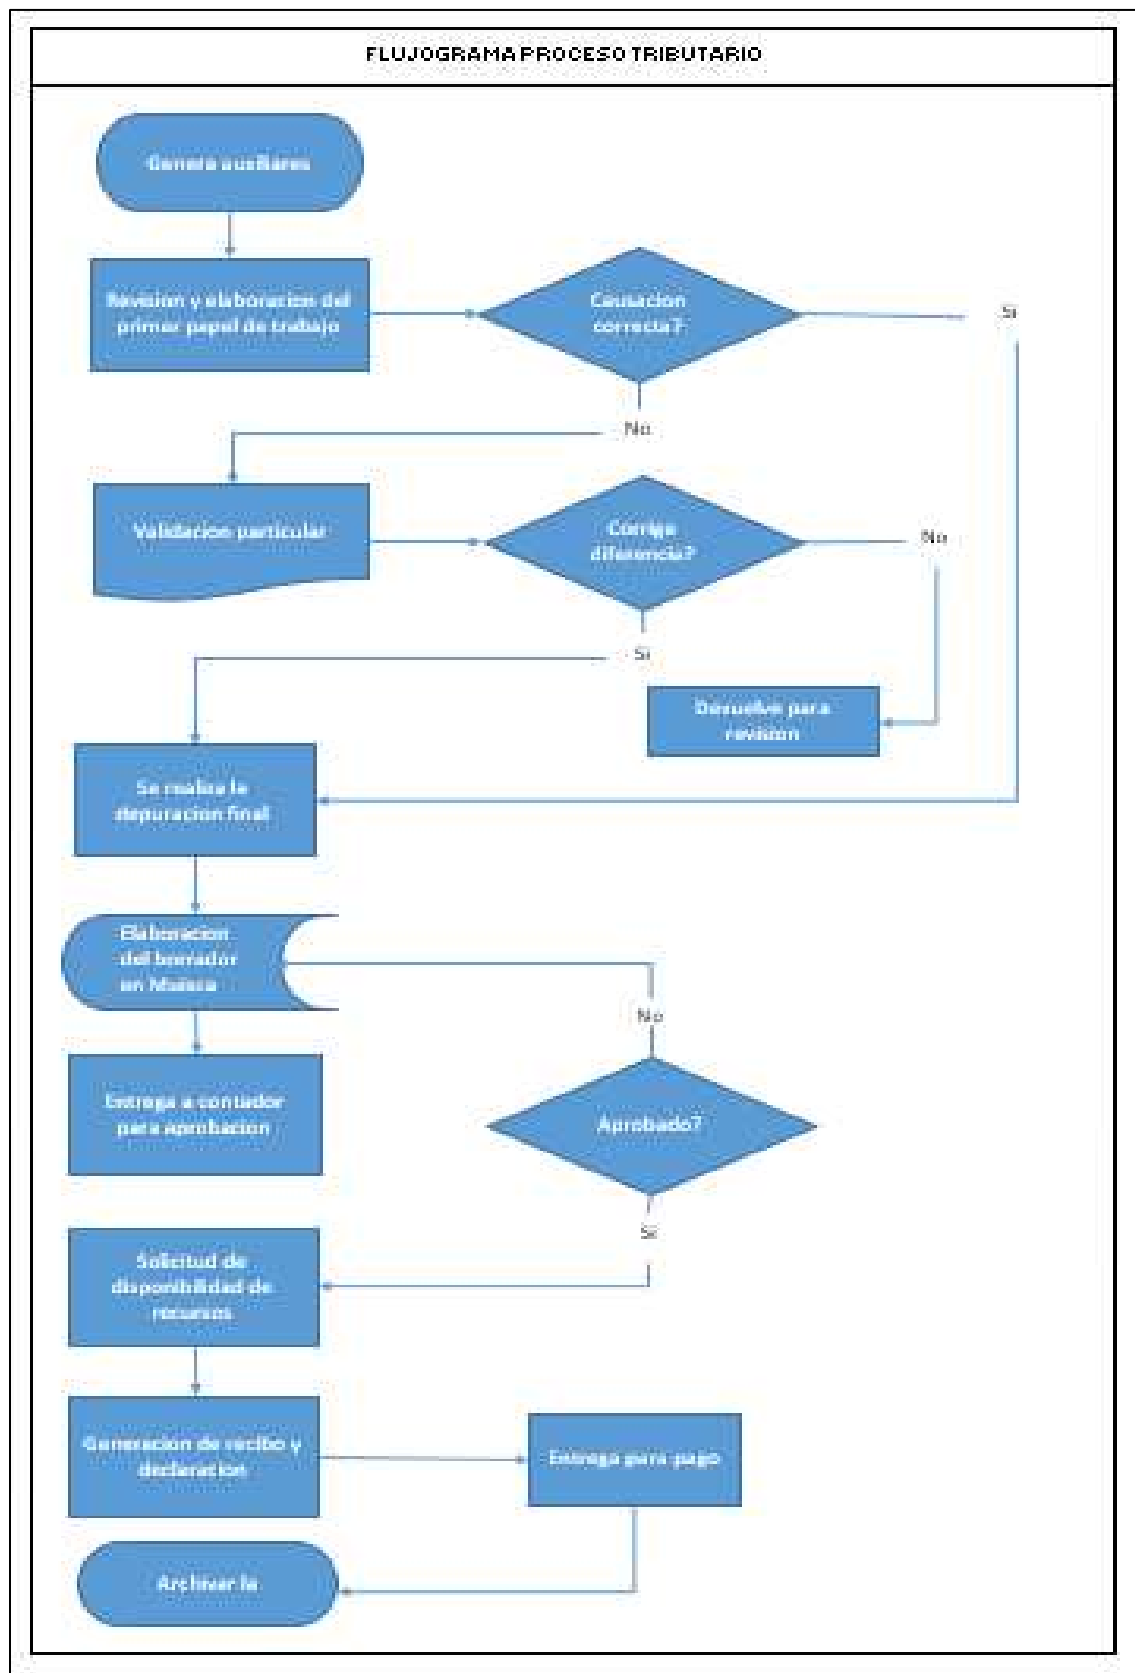 FLUJOGRAMA PROCESO TRIBUTARIO
Genera auxiliares
Revision y elaboracion del
primer papel de trabajo
Causacion
correcta?
Si
No
Validacion particular
Corrige
diferencia?
No
Si
Devuelve para
revision
Se realiza la
depuracion final
Elaboracion
del borrador
en Muisca
No
Entrega a contador
para aprobacion
Aprobado?
Si
Solicitud de
disponibilidad de
recursos
Generacion de recibo y
declaracion
Entrega para pago
Archivar la